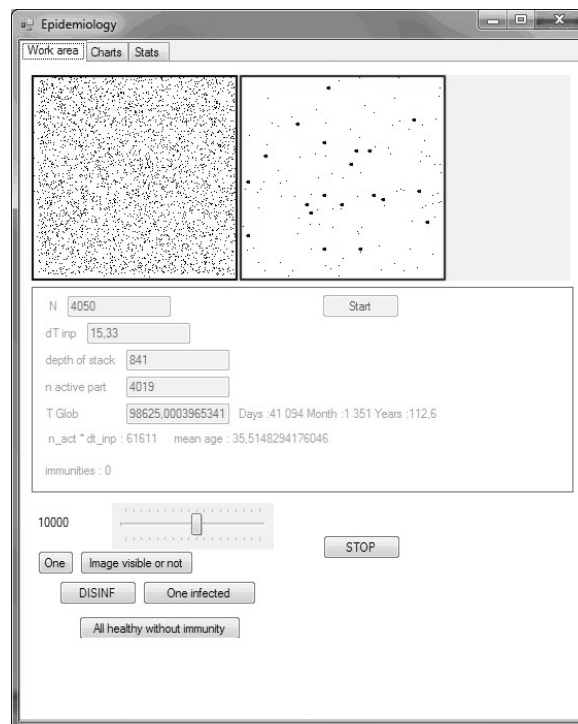 Epidemiology
Work area Charts Stats
N 4050 Start
dT inp 15,33
depth of stack 841
n active part 4019
T Glob 98625,0003965341 Days :41 094 Month :1 351 Years :112,6
n_act * dt_inp : 61611 mean age : 35,5148294176046
immunities : 0
10000
STOP
One Image visible or not
DISINF One infected
All healthy without immunity